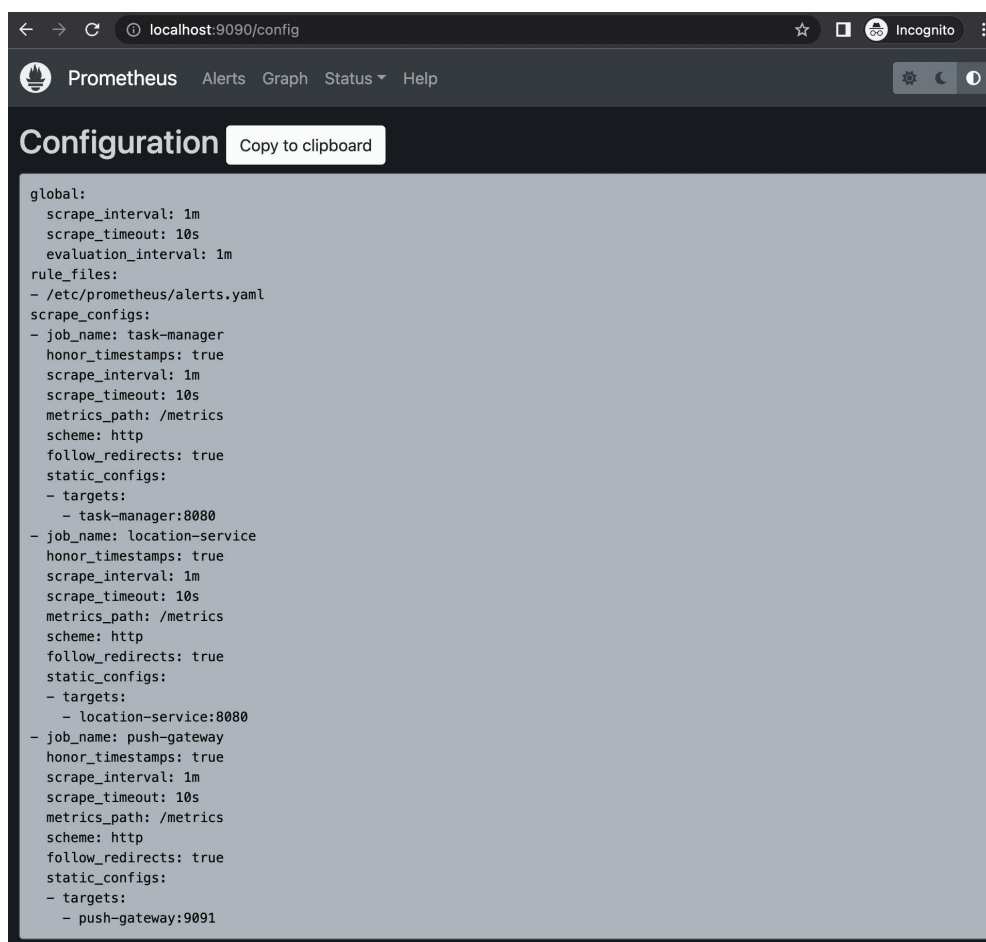 localhost:9090/config
Incognito
Prometheus Alerts Graph Status Help
Configuration Copy to clipboard
global:
  scrape_interval: 1m
  scrape_timeout: 10s
  evaluation_interval: 1m
rule_files:
- /etc/prometheus/alerts.yaml
scrape_configs:
- job_name: task-manager
  honor_timestamps: true
  scrape_interval: 1m
  scrape_timeout: 10s
  metrics_path: /metrics
  scheme: http
  follow_redirects: true
  static_configs:
  - targets:
    - task-manager:8080
- job_name: location-service
  honor_timestamps: true
  scrape_interval: 1m
  scrape_timeout: 10s
  metrics_path: /metrics
  scheme: http
  follow_redirects: true
  static_configs:
  - targets:
    - location-service:8080
- job_name: push-gateway
  honor_timestamps: true
  scrape_interval: 1m
  scrape_timeout: 10s
  metrics_path: /metrics
  scheme: http
  follow_redirects: true
  static_configs:
  - targets:
    - push-gateway:9091